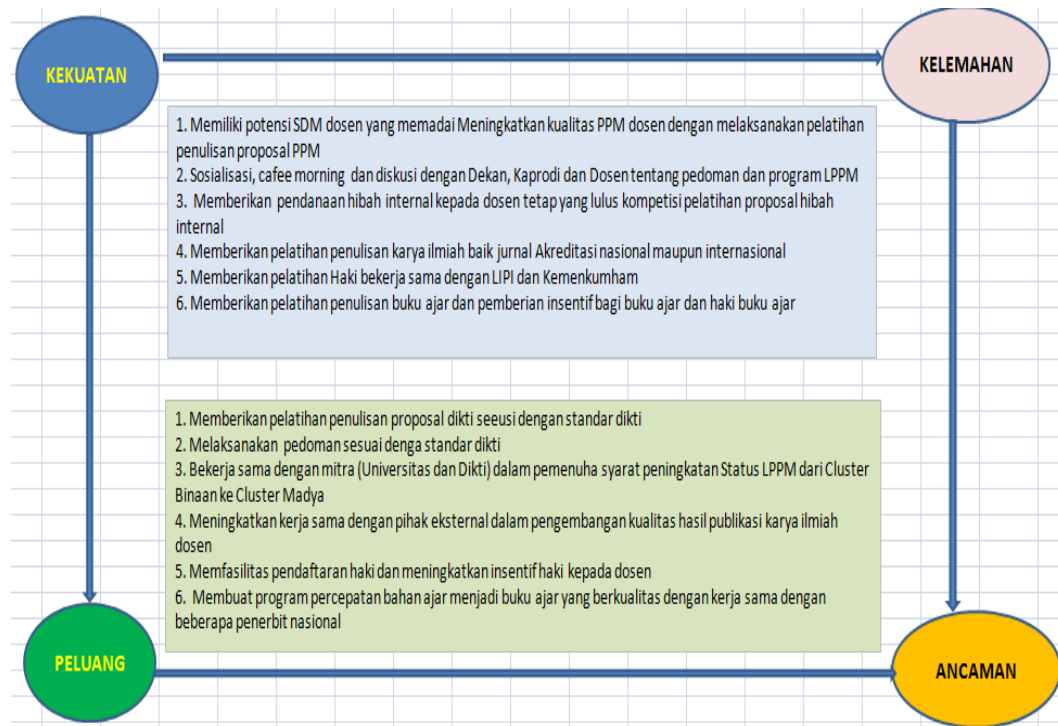 KEKUATAN
KELEMAHAN
1. Memiliki potensi SDM dosen yang memadai Meningkatkan kualitas PPM dosen dengan melaksanakan pelatihan
penulisan proposal PPM
2. Sosialisasi, cafee morning dan diskusi dengan Dekan, Kaprodi dan Dosen tentang pedoman dan program LPPM
3. Memberikan pendanaan hibah internal kepada dosen tetap yang lulus kompetisi pelatihan proposal hibah
internal
4. Memberikan pelatihan penulisan karya ilmiah baik jurnal Akreditasi nasional maupun internasional
5. Memberikan pelatihan Haki bekerja sama dengan LIPI dan Kemenkumham
6. Memberikan pelatihan penulisan buku ajar dan pemberian insentif bagi buku ajar dan haki buku ajar
1. Memberikan pelatihan penulisan proposal dikti seeusi dengan standar dikti
2. Melaksanakan pedoman sesuai denga standar dikti
3. Bekerja sama dengan mitra (Universitas dan Dikti) dalam pemenuha syarat peningkatan Status LPPM dari Cluster
Binaan ke Cluster Madya
4. Meningkatkan kerja sama dengan pihak eksternal dalam pengembangan kualitas hasil publikasi karya ilmiah
dosen
5. Memfasilitas pendaftaran haki dan meningkatkan insentif haki kepada dosen
6. Membuat program percepatan bahan ajar menjadi buku ajar yang berkualitas dengan kerja sama dengan
beberapa penerbit nasional
PELUANG
ANCAMAN